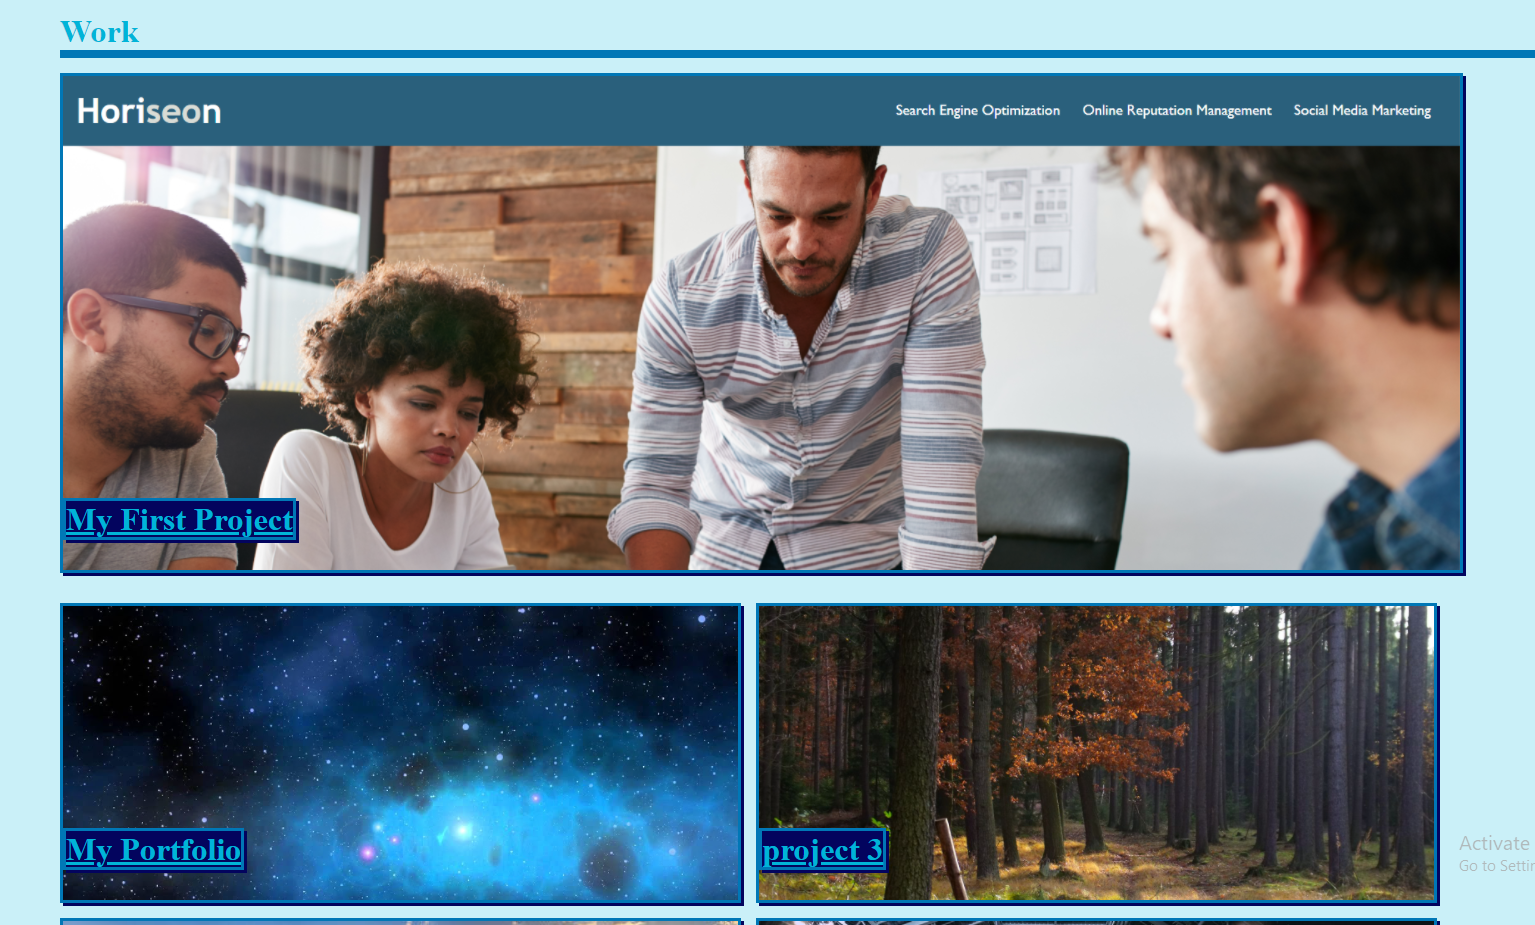 Work
Horiseon
Search Engine Optimization Online Reputation Management Social Media Marketing
My First Project
My Portfolio
project 3
Activate
Go to Settin